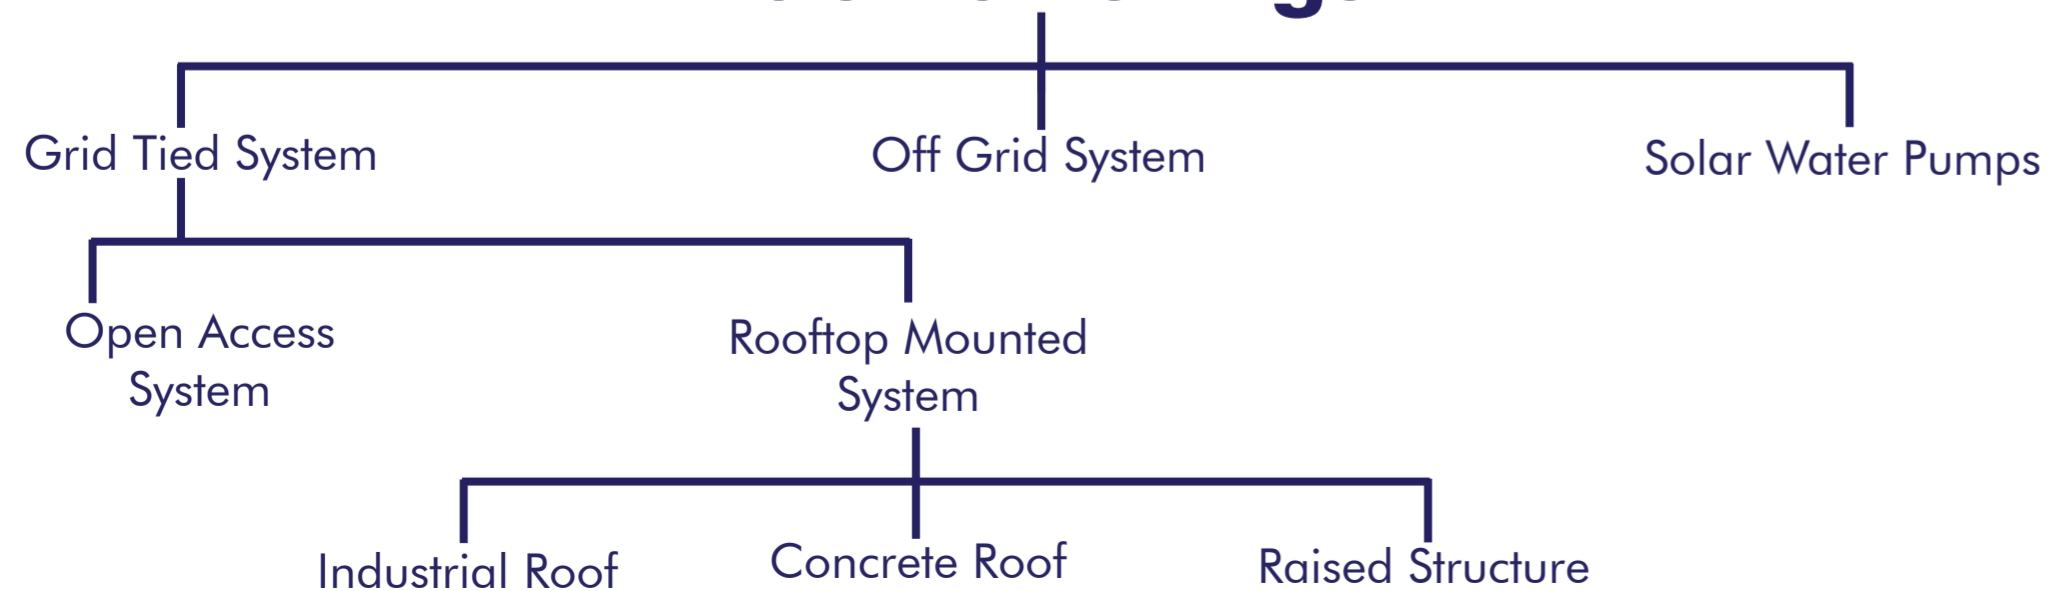 Grid Tied System
Off Grid System
Solar Water Pumps
Open Access
System
Rooftop Mounted
System
Industrial Roof
Concrete Roof
Raised Structure